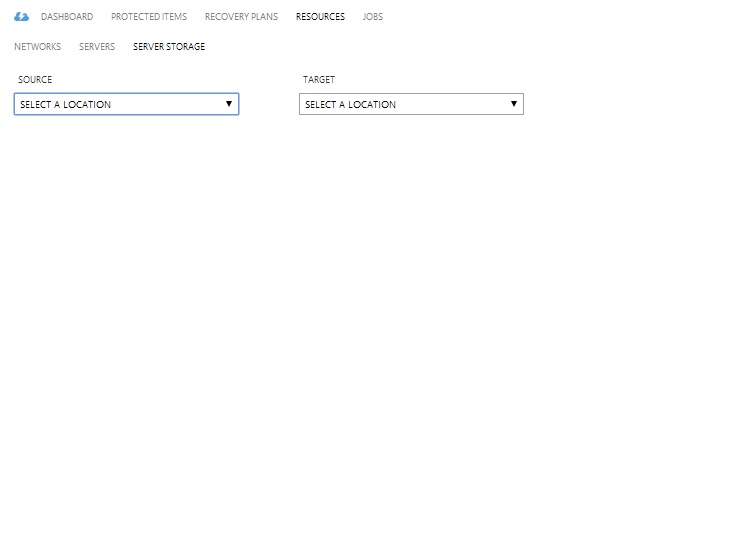 DASHBOARD PROTECTED ITEMS RECOVERY PLANS RESOURCES JOBS
NETWORKS SERVERS SERVER STORAGE
SOURCE TARGET
SELECT A LOCATION SELECT A LOCATION